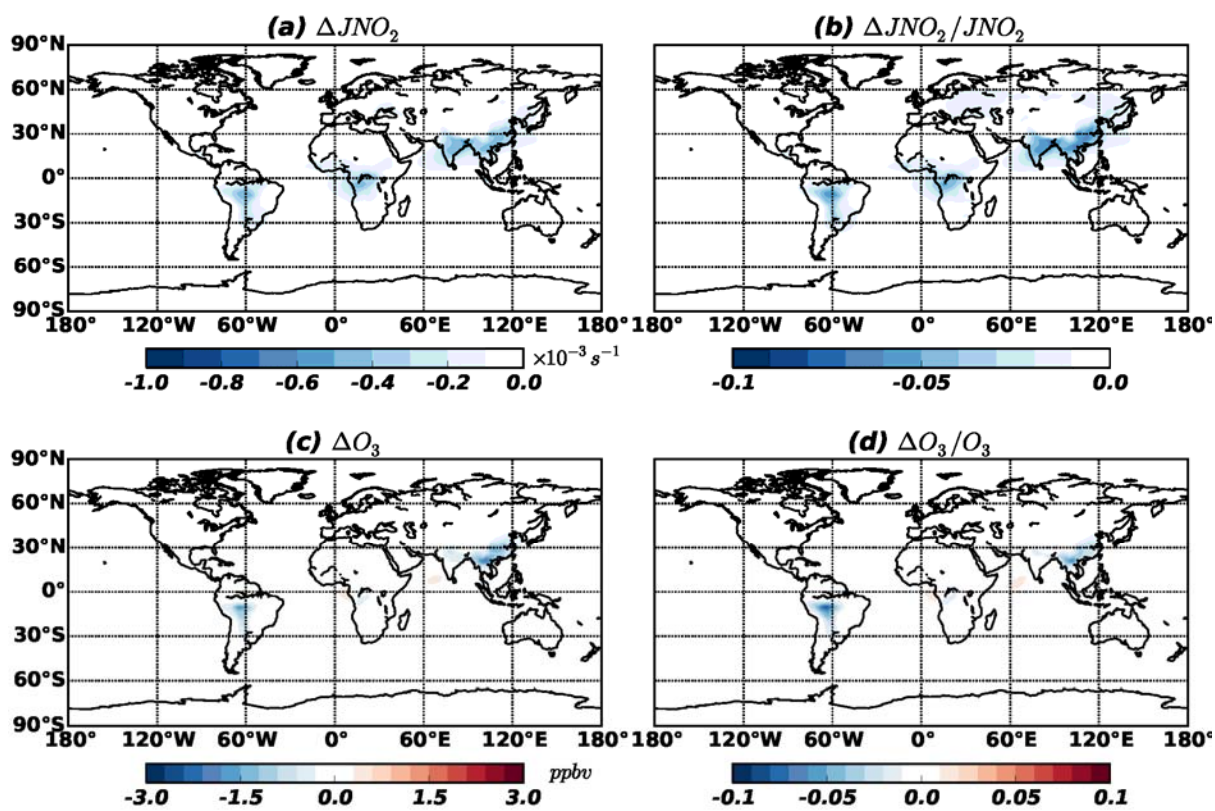 (a) ΔJNO₂
(b) ΔJNO₂/JNO₂
90°N
60°N
30°N
0°
30°S
60°S
90°S
180° 120°W 60°W 0° 60°E 120°E 180°
180° 120°W 60°W 0° 60°E 120°E 180°
-1.0 -0.8 -0.6 -0.4 -0.2 0.0 ×10⁻³ s⁻¹
-0.1 -0.05 0.0
(c) ΔO₃
(d) ΔO₃/O₃
90°N
60°N
30°N
0°
30°S
60°S
90°S
180° 120°W 60°W 0° 60°E 120°E 180°
180° 120°W 60°W 0° 60°E 120°E 180°
-3.0 -1.5 0.0 1.5 3.0 ppbv
-0.1 -0.05 0.0 0.05 0.1